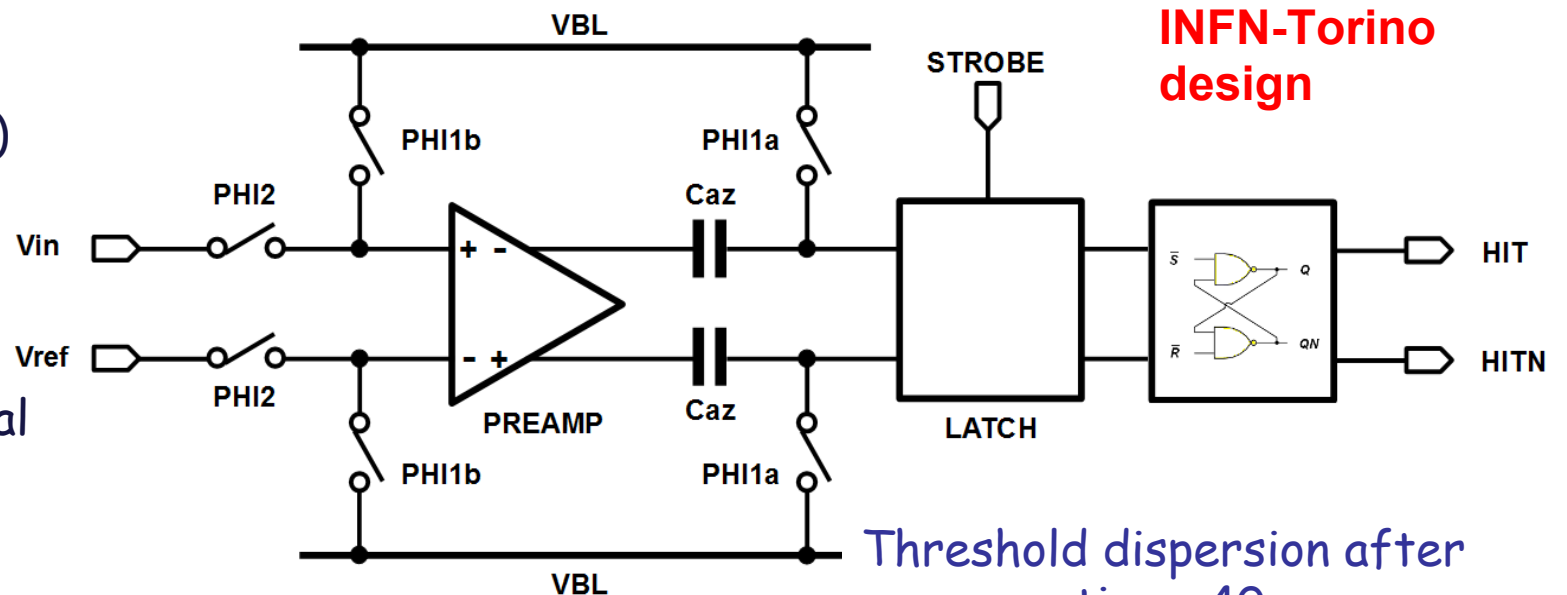 VBL
INFN-Torino
design
STROBE
)
PHI1b
PHI1a
PHI2
Caz
Vin
+ -
S Q
HIT
Vref
- +
R QN
HITN
PHI2
PREAMP
Caz
LATCH
al
PHI1b
PHI1a
Threshold dispersion after
VBL